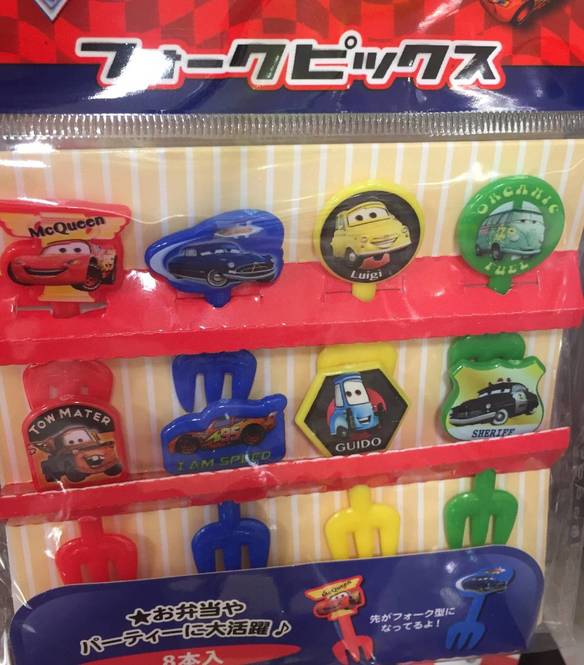 フォークピックス
McQueen
Luigi
ORGANIC
FUEL
TOW MATER
95
I AM SPEED
GUIDO
SHERIFF
★お弁当や
パーティーに大活躍♪
8本入
McQueen
先がフォーク型に
なってるよ！